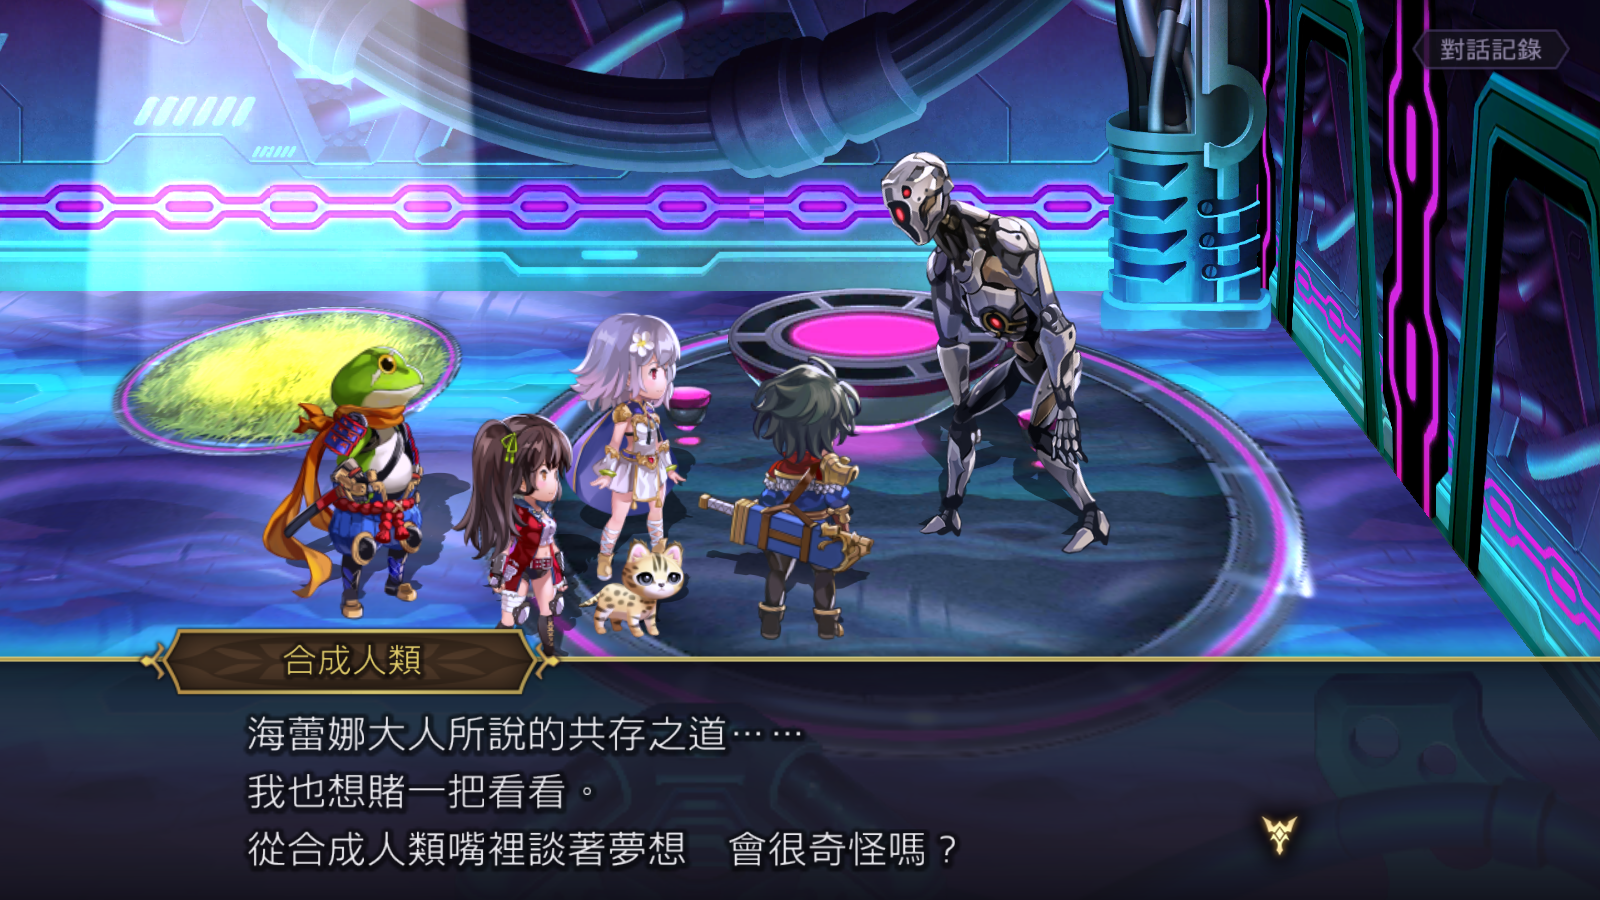 對話記錄
合成人類
海蕾娜大人所說的共存之道⋯⋯
我也想賭一把看看。
從合成人類嘴裡談著夢想　會很奇怪嗎？